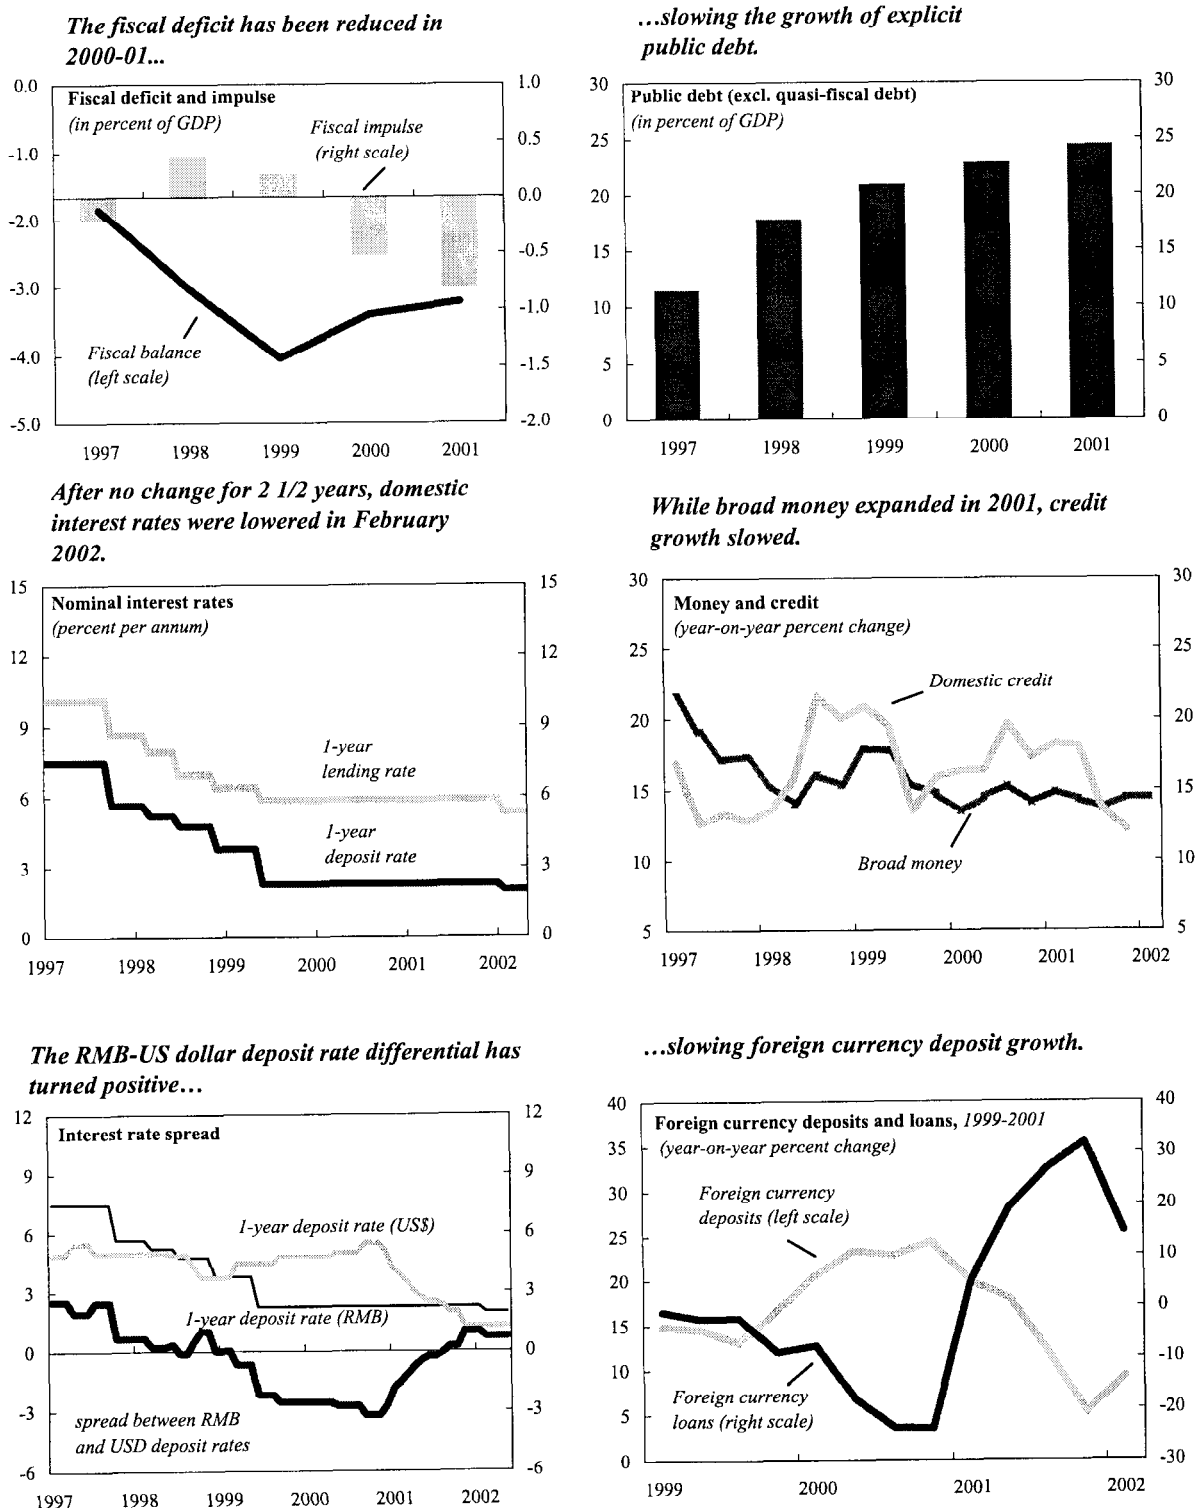 The fiscal deficit has been reduced in
2000-01...
0.0
-1.0
-2.0
-3.0
-4.0
-5.0
Fiscal deficit and impulse
(in percent of GDP)
Fiscal impulse
(right scale)
Fiscal balance
(left scale)
1.0
0.5
0.0
-0.5
-1.0
-1.5
-2.0
1997 1998 1999 2000 2001
...slowing the growth of explicit
public debt.
30
25
20
15
10
5
0
Public debt (excl. quasi-fiscal debt)
(in percent of GDP)
30
25
20
15
10
5
0
1997 1998 1999 2000 2001
After no change for 2 1/2 years, domestic
interest rates were lowered in February
2002.
15
12
9
6
3
0
Nominal interest rates
(percent per annum)
1-year
lending rate
1-year
deposit rate
15
12
9
6
3
0
1997 1998 1999 2000 2001 2002
While broad money expanded in 2001, credit
growth slowed.
30
25
20
15
10
5
Money and credit
(year-on-year percent change)
Domestic credit
Broad money
30
25
20
15
10
5
1997 1998 1999 2000 2001 2002
The RMB-US dollar deposit rate differential has
turned positive...
12
9
6
3
0
-3
-6
Interest rate spread
1-year deposit rate (US$)
1-year deposit rate (RMB)
spread between RMB
and USD deposit rates
12
9
6
3
0
-3
-6
1997 1998 1999 2000 2001 2002
...slowing foreign currency deposit growth.
40
35
30
25
20
15
10
5
0
Foreign currency deposits and loans, 1999-2001
(year-on-year percent change)
Foreign currency
deposits (left scale)
Foreign currency
loans (right scale)
40
30
20
10
0
-10
-20
-30
1999 2000 2001 2002